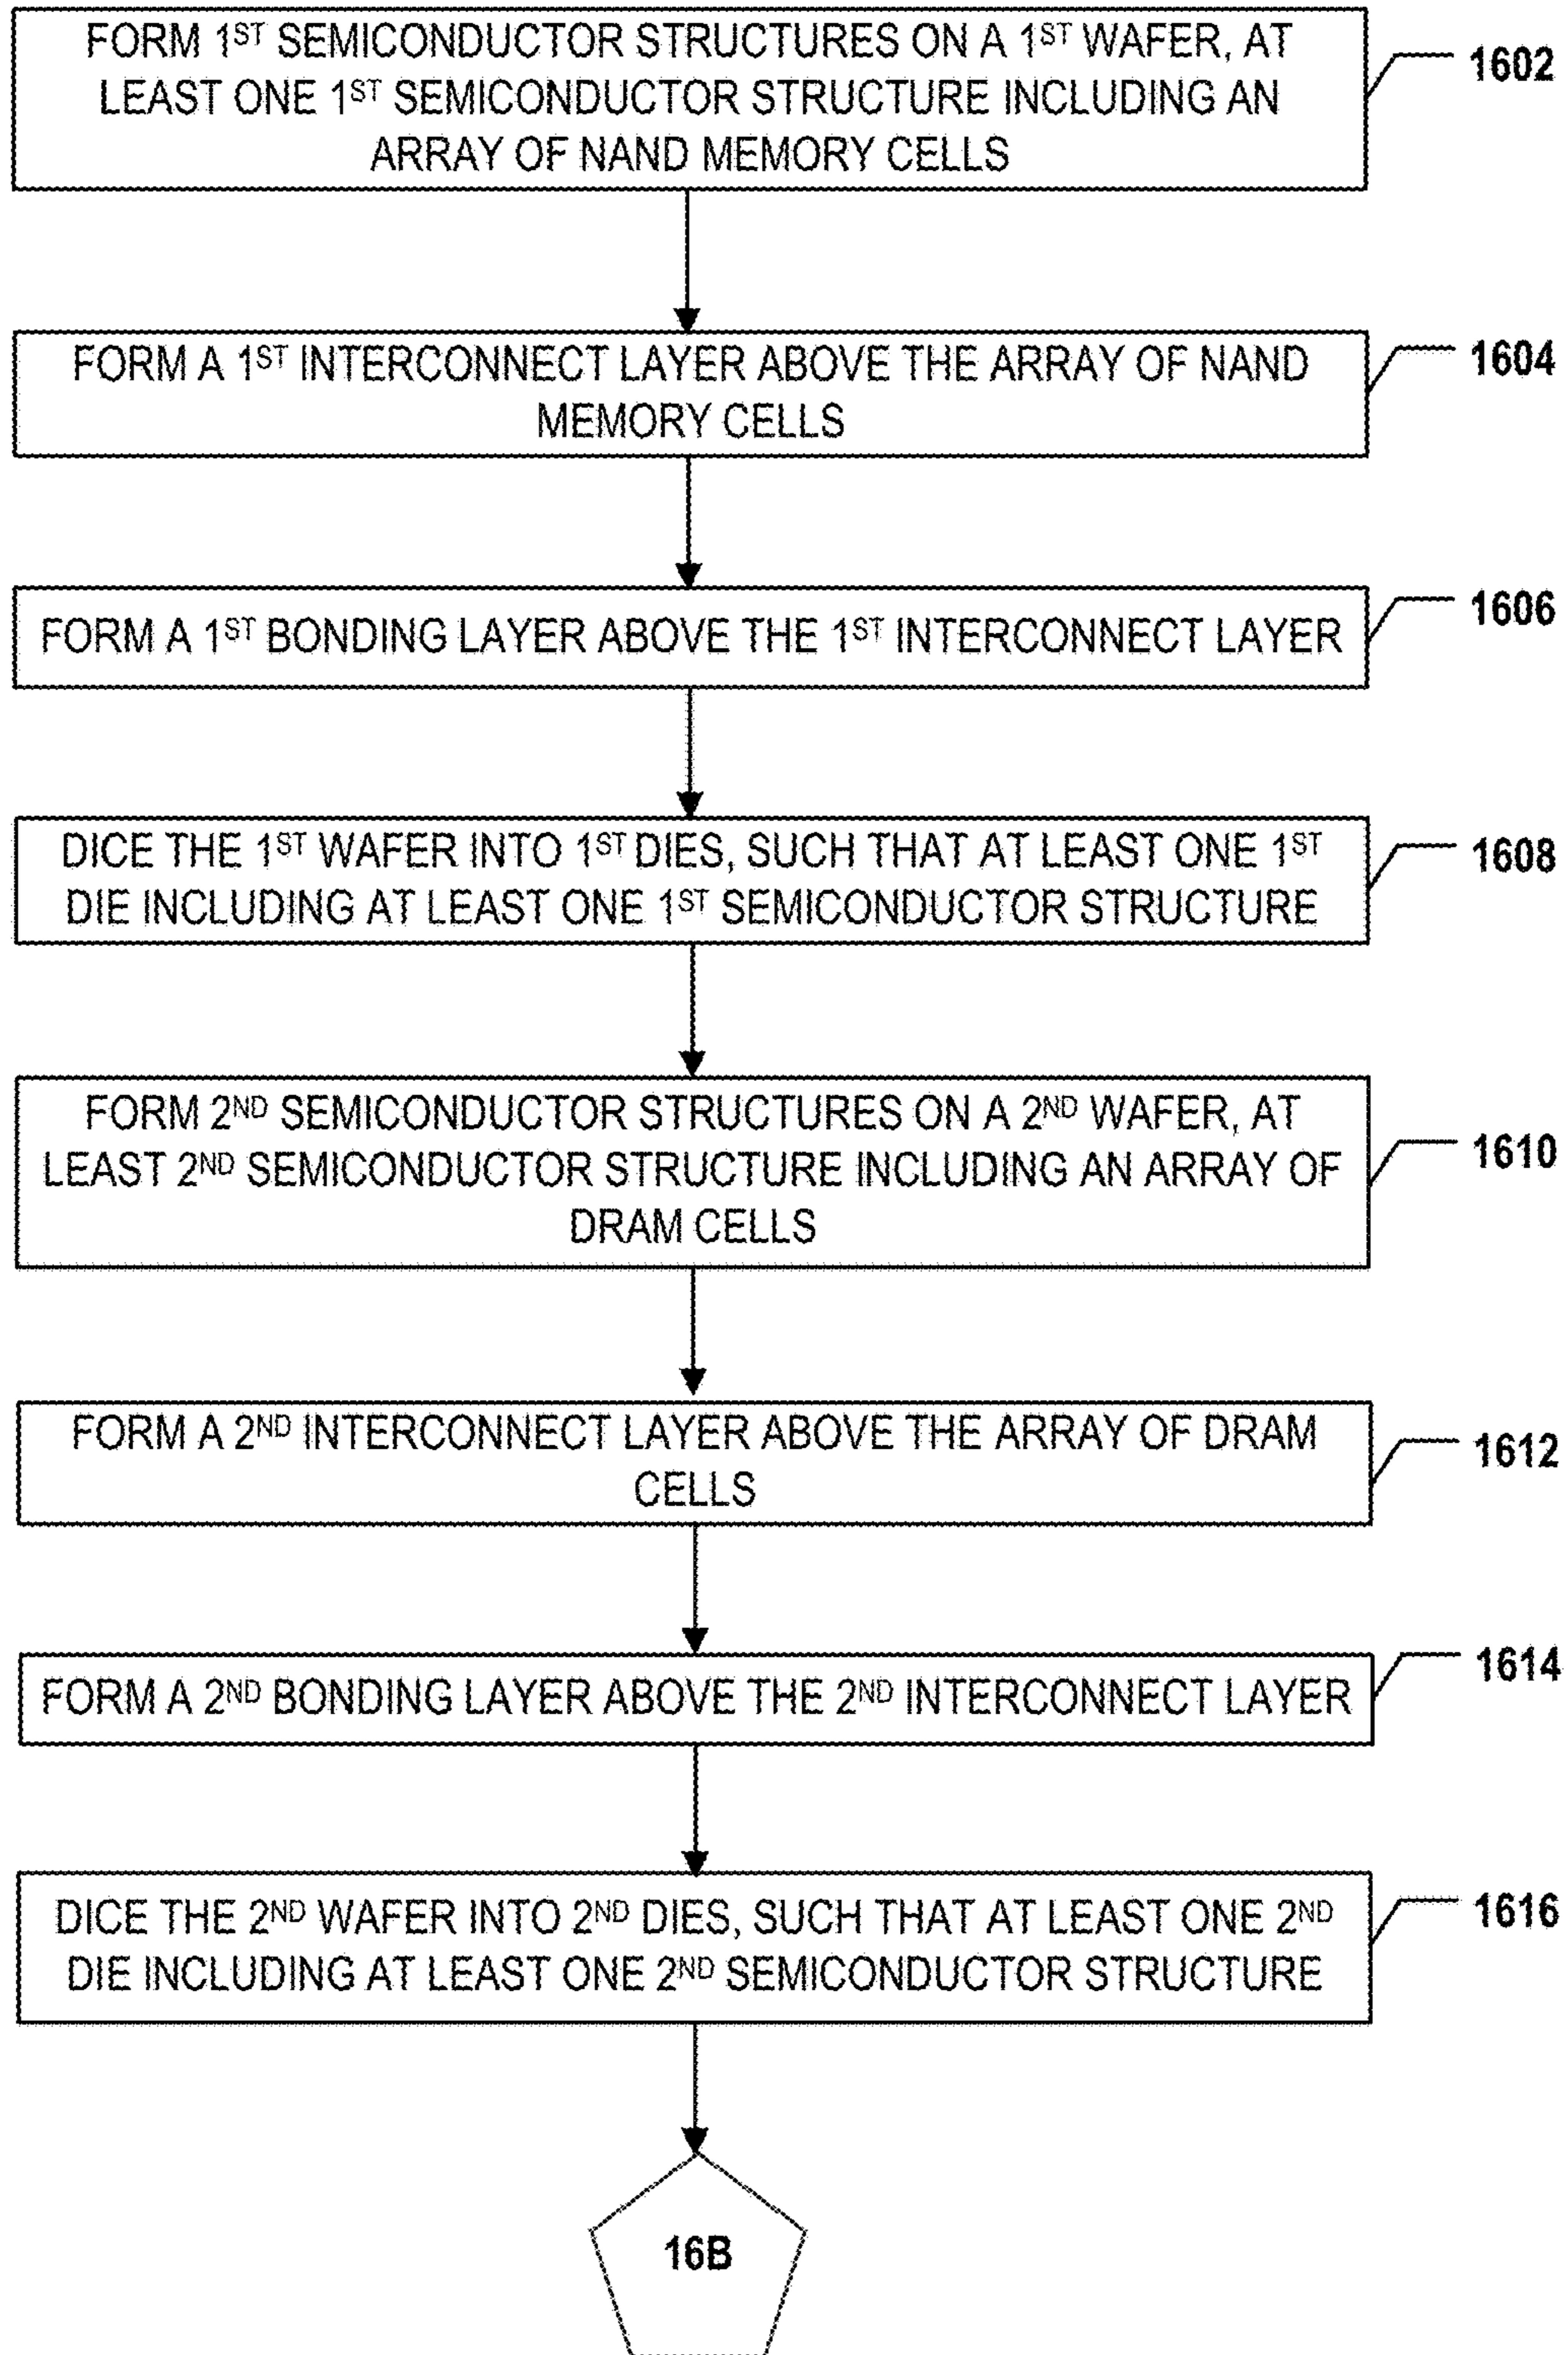 FORM 1ST SEMICONDUCTOR STRUCTURES ON A 1ST WAFER, AT
LEAST ONE 1ST SEMICONDUCTOR STRUCTURE INCLUDING AN
ARRAY OF NAND MEMORY CELLS
1602
FORM A 1ST INTERCONNECT LAYER ABOVE THE ARRAY OF NAND
MEMORY CELLS
1604
FORM A 1ST BONDING LAYER ABOVE THE 1ST INTERCONNECT LAYER
1606
DICE THE 1ST WAFER INTO 1ST DIES, SUCH THAT AT LEAST ONE 1ST
DIE INCLUDING AT LEAST ONE 1ST SEMICONDUCTOR STRUCTURE
1608
FORM 2ND SEMICONDUCTOR STRUCTURES ON A 2ND WAFER, AT
LEAST 2ND SEMICONDUCTOR STRUCTURE INCLUDING AN ARRAY OF
DRAM CELLS
1610
FORM A 2ND INTERCONNECT LAYER ABOVE THE ARRAY OF DRAM
CELLS
1612
FORM A 2ND BONDING LAYER ABOVE THE 2ND INTERCONNECT LAYER
1614
DICE THE 2ND WAFER INTO 2ND DIES, SUCH THAT AT LEAST ONE 2ND
DIE INCLUDING AT LEAST ONE 2ND SEMICONDUCTOR STRUCTURE
1616
16B